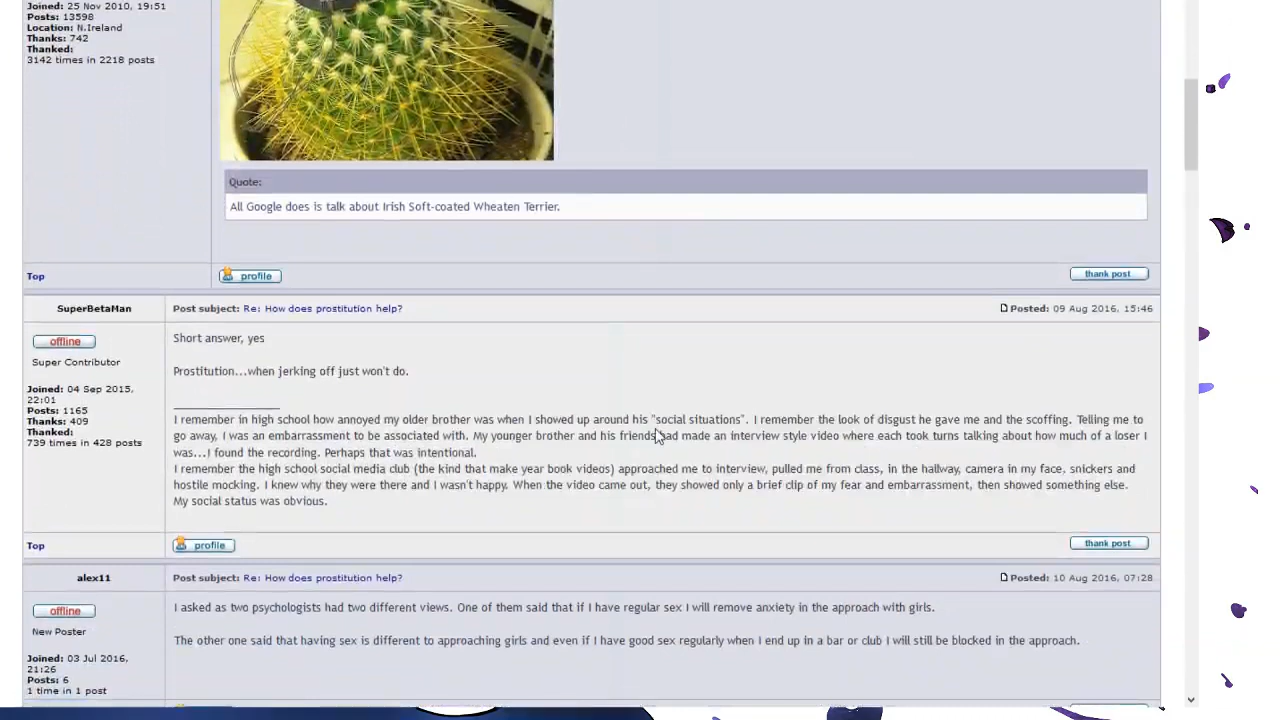 Joined: 25 Nov 2010, 19:51
Posts: 13598
Location: N.Ireland
Thanks: 742
Thanked:
3142 times in 2218 posts
Quote:
All Google does is talk about Irish Soft-coated Wheaten Terrier.
Top
profile
thank post
SuperBetaMan
Post subject: Re: How does prostitution help?
Posted: 09 Aug 2016, 15:46
offline
Super Contributor
Joined: 04 Sep 2015,
22:01
Posts: 1165
Thanks: 409
Thanked:
739 times in 428 posts
Short answer, yes
Prostitution...when jerking off just won't do.
I remember in high school how annoyed my older brother was when I showed up around his "social situations". I remember the look of disgust he gave me and the scoffing. Telling me to
go away, I was an embarrassment to be associated with. My younger brother and his friends had made an interview style video where each took turns talking about how much of a loser I
was...I found the recording. Perhaps that was intentional.
I remember the high school social media club (the kind that make year book videos) approached me to interview, pulled me from class, in the hallway, camera in my face, snickers and
hostile mocking. I knew why they were there and I wasn't happy. When the video came out, they showed only a brief clip of my fear and embarrassment, then showed something else.
My social status was obvious.
Top
profile
thank post
alex11
Post subject: Re: How does prostitution help?
Posted: 10 Aug 2016, 07:28
offline
New Poster
Joined: 03 Jul 2016,
21:26
Posts: 6
1 time in 1 post
I asked as two psychologists had two different views. One of them said that if I have regular sex I will remove anxiety in the approach with girls.
The other one said that having sex is different to approaching girls and even if I have good sex regularly when I end up in a bar or club I will still be blocked in the approach.